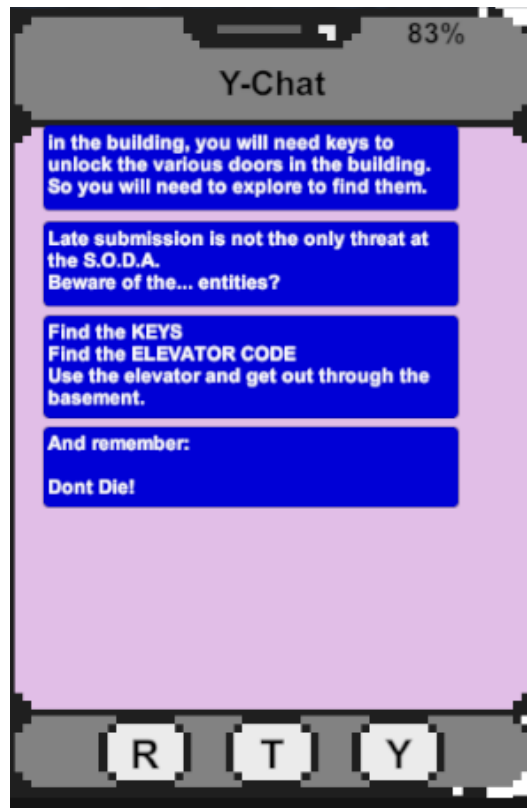 83%
Y-Chat
in the building, you will need keys to
unlock the various doors in the building.
So you will need to explore to find them.
Late submission is not the only threat at
the S.O.D.A.
Beware of the... entities?
Find the KEYS
Find the ELEVATOR CODE
Use the elevator and get out through the
basement.
And remember:
Dont Die!
R T Y